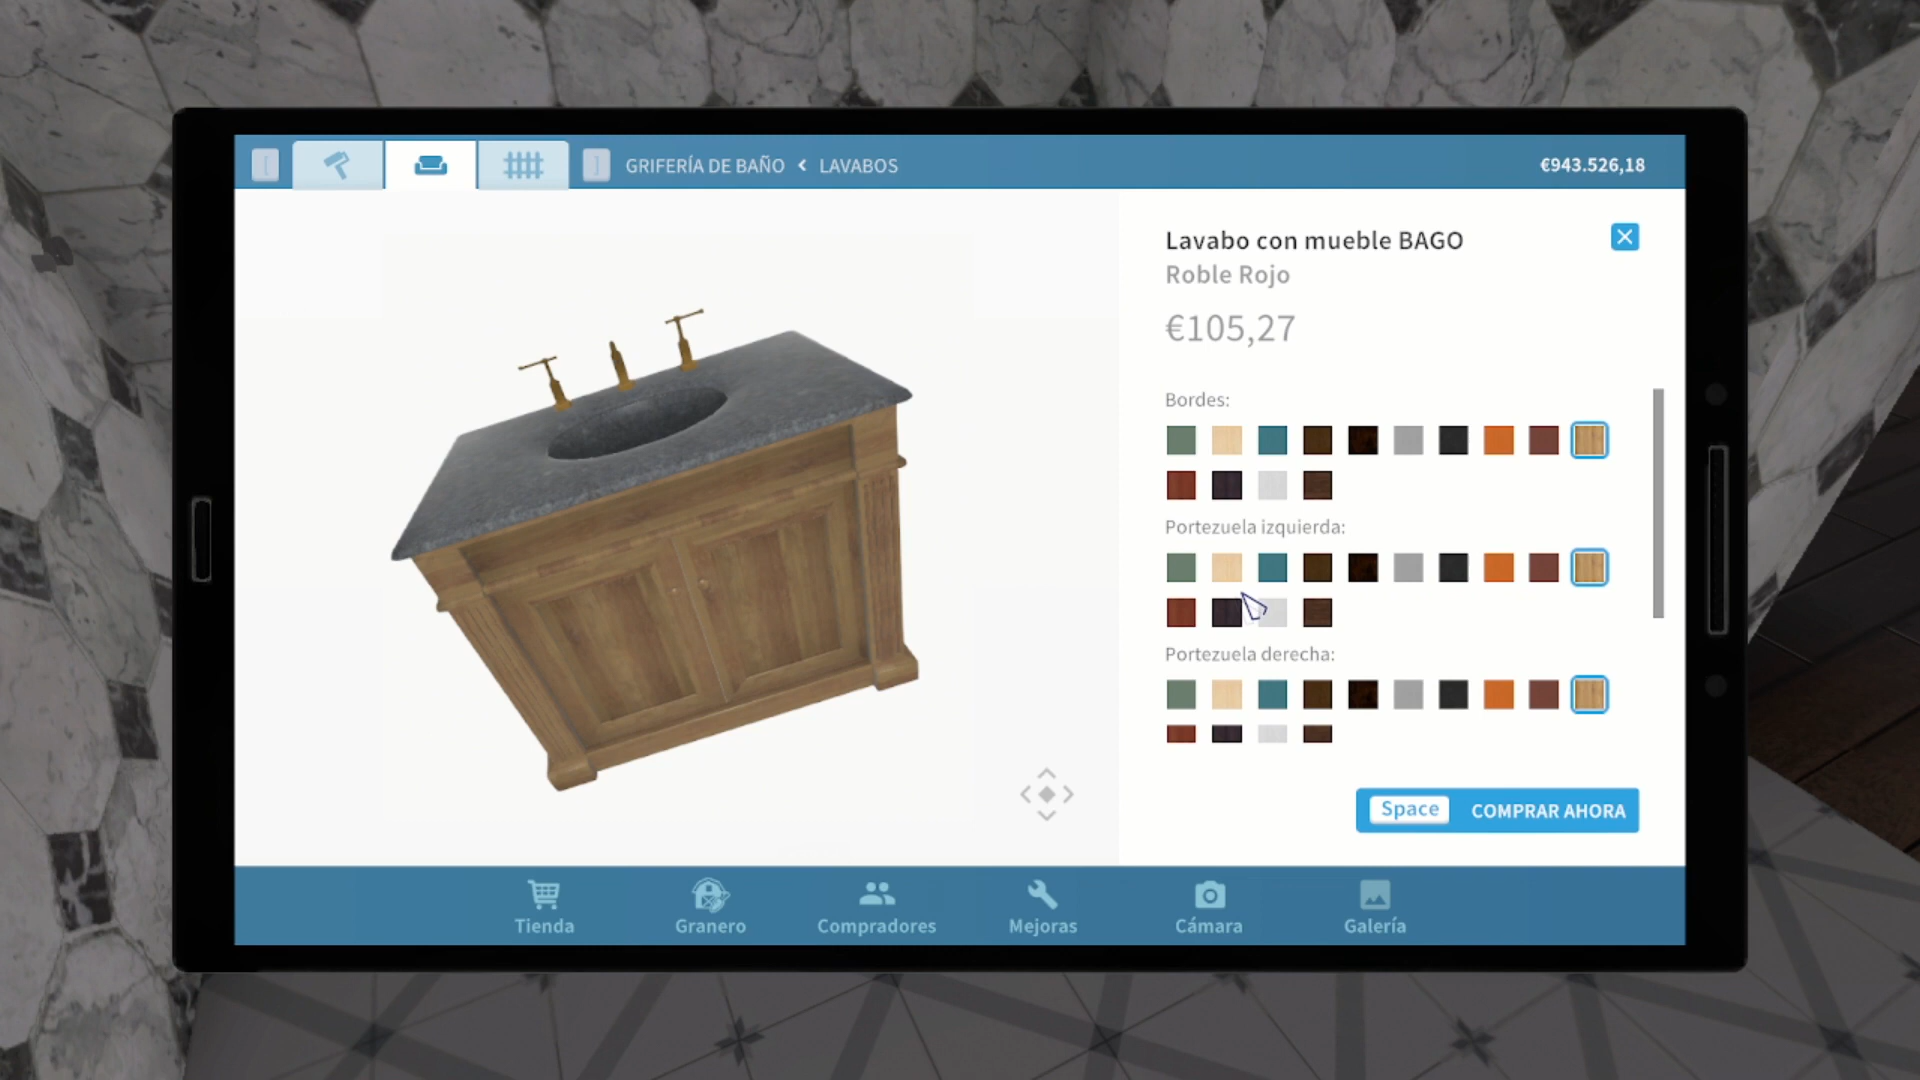 [
]
GRIFERÍA DE BAÑO < LAVABOS
€943.526,18
Lavabo con mueble BAGO
Roble Rojo
€105,27
Bordes:
Portezuela izquierda:
Portezuela derecha:
Space COMPRAR AHORA
Tienda
Granero
Compradores
Mejoras
Cámara
Galería